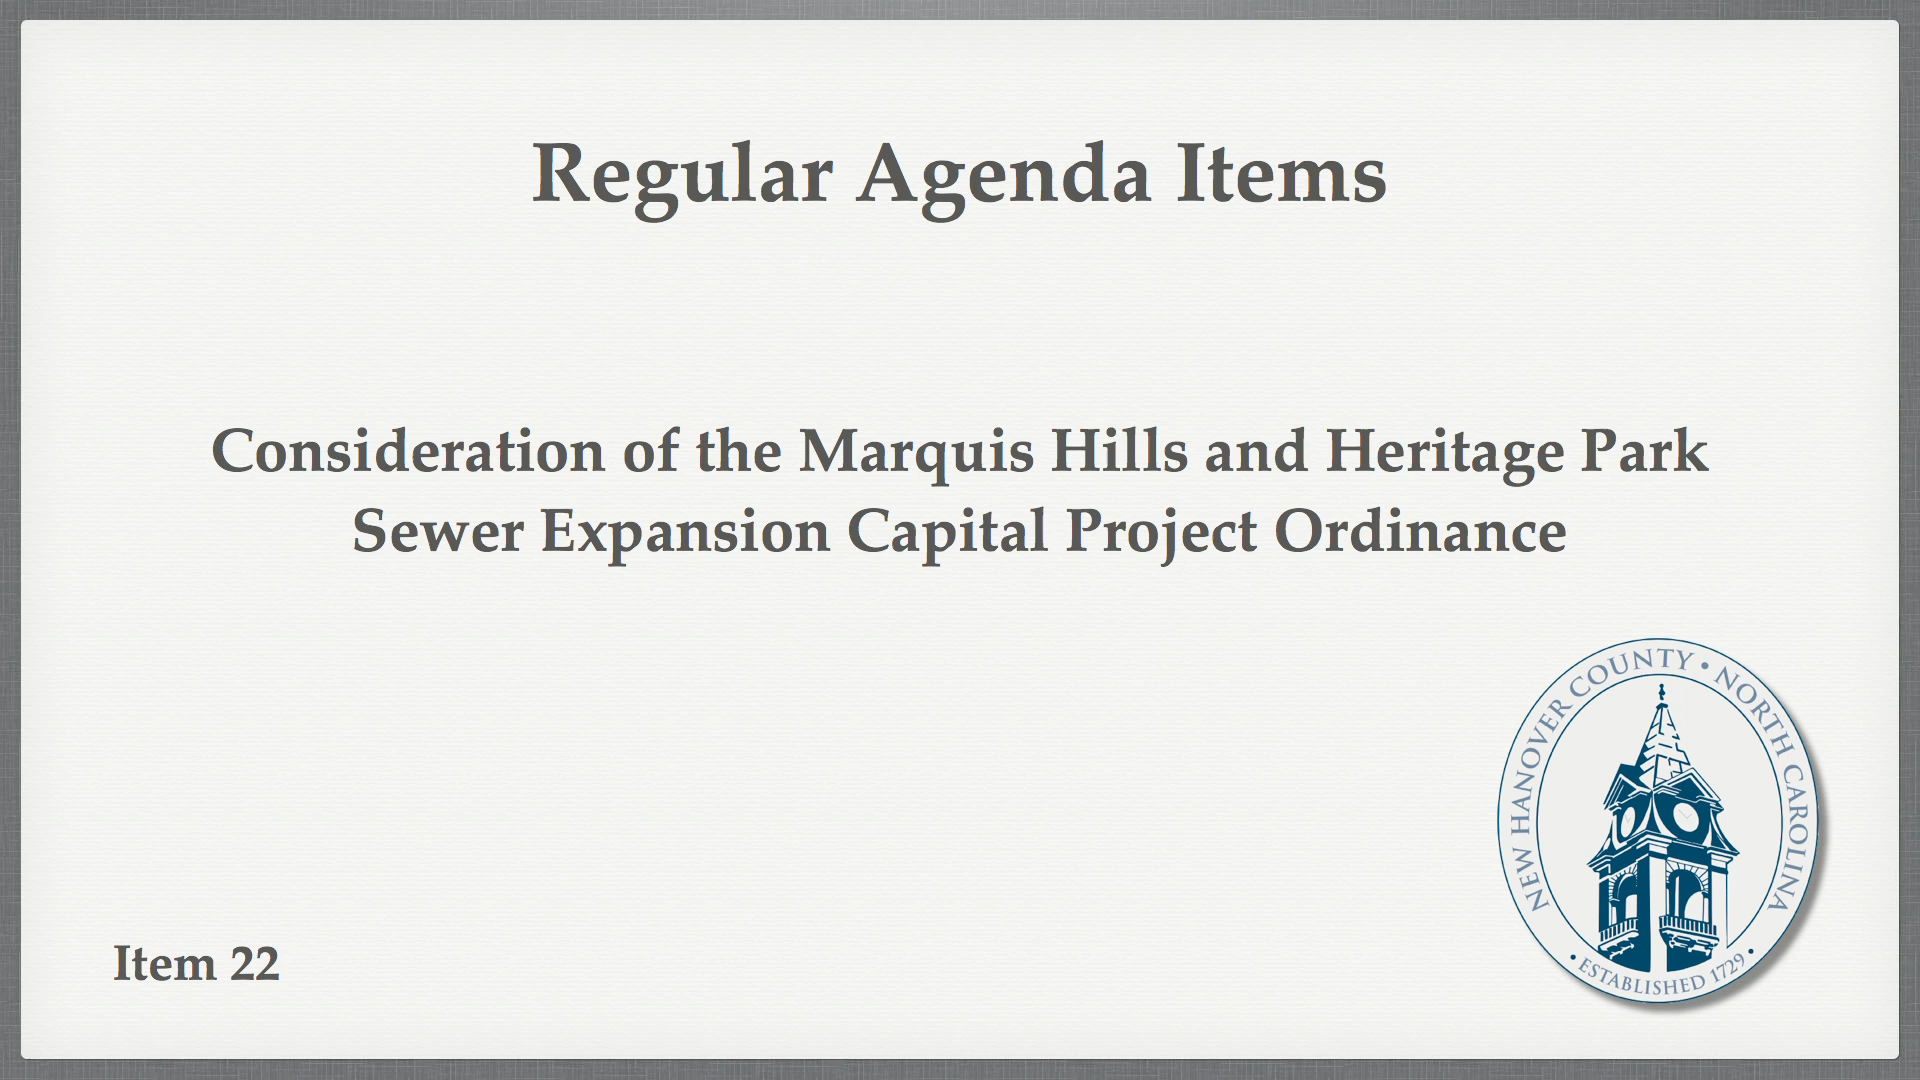 Regular Agenda Items
Consideration of the Marquis Hills and Heritage Park
Sewer Expansion Capital Project Ordinance
NEW HANOVER COUNTY • NORTH CAROLINA
• ESTABLISHED 1729 •
Item 22